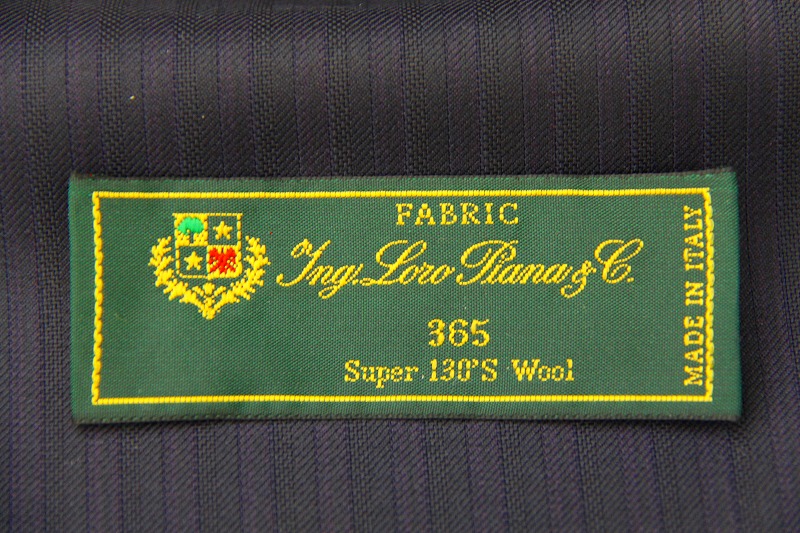 FABRIC
Ing. Loro Piana & C.
365
Super 130'S Wool
MADE IN ITALY